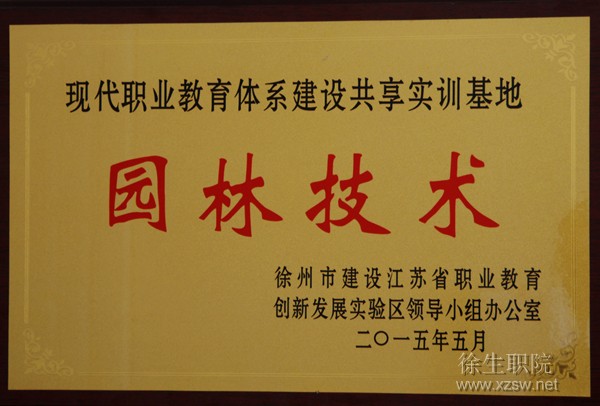 现代职业教育体系建设共享实训基地
园林技术
徐州市建设江苏省职业教育
创新发展实验区领导小组办公室
二〇一五年五月
徐生职院
www.xzsw.net